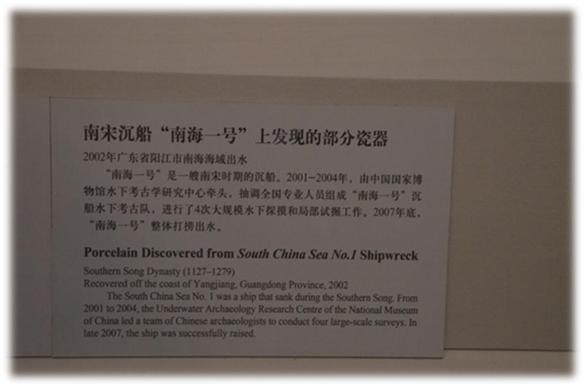 南宋沉船“南海一号”上发现的部分瓷器
2002年广东省阳江市南海海域出水
“南海一号”是一艘南宋时期的沉船。2001-2004年，由中国国家博
物馆水下考古学研究中心牵头，抽调全国专业人员组成“南海一号”沉
船水下考古队，进行了4次大规模水下探摸和局部试掘工作。2007年底，
“南海一号”整体打捞出水。
Porcelain Discovered from South China Sea No.1 Shipwreck
Southern Song Dynasty (1127-1279)
Recovered off the coast of Yangjiang, Guangdong Province, 2002
The South China Sea No. 1 was a ship that sank during the Southern Song. From
2001 to 2004, the Underwater Archaeology Research Centre of the National Museum
of China led a team of Chinese archaeologists to conduct four large-scale surveys. In
late 2007, the ship was successfully raised.